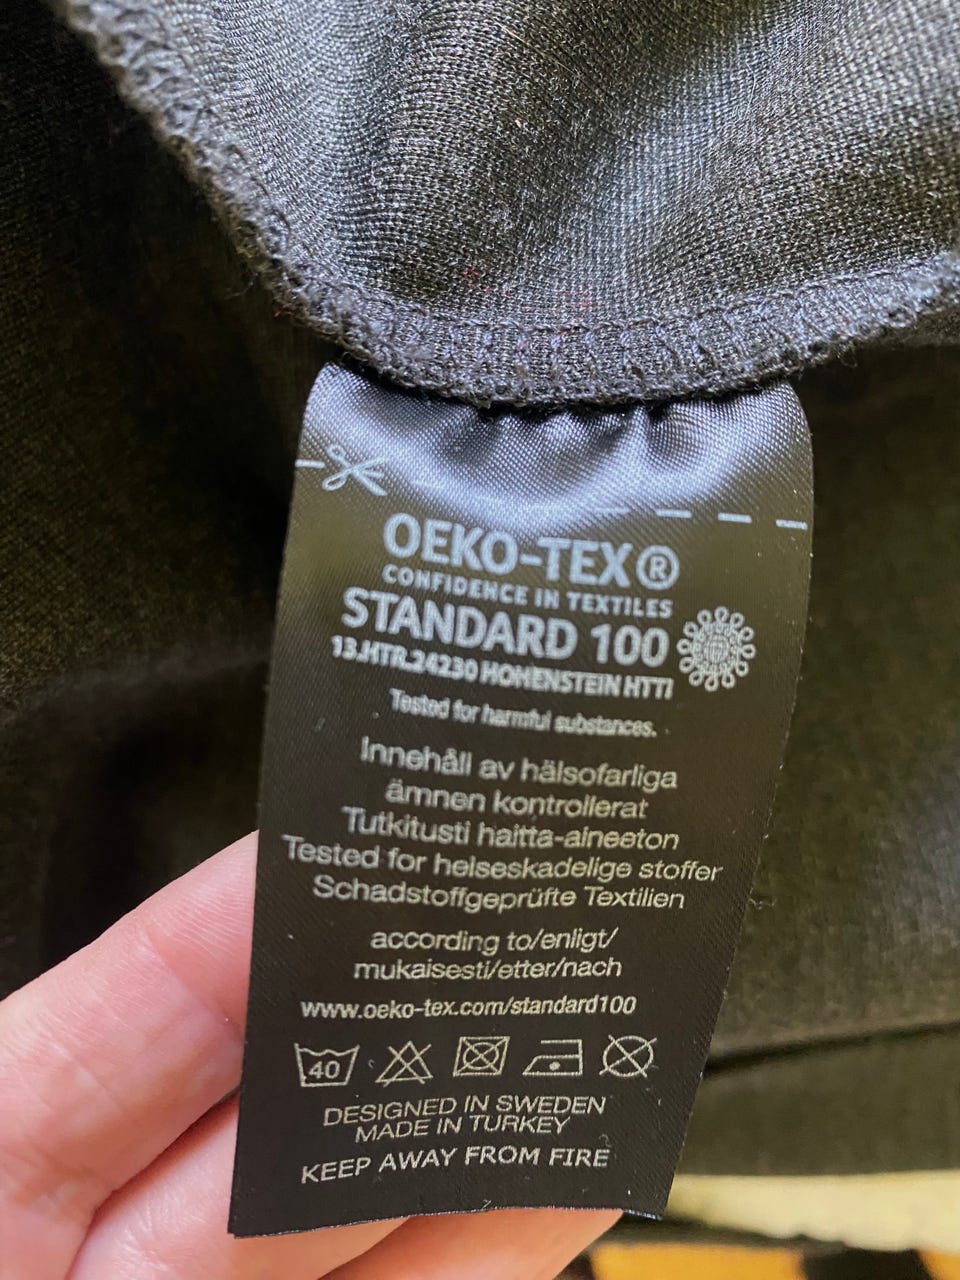 OEKO-TEX®
CONFIDENCE IN TEXTILES
STANDARD 100
13.HTR.24230 HOHENSTEIN HTTI
Tested for harmful substances.
Innehåll av hälsofarliga
ämnen kontrollerat
Tutkitusti haitta-aineeton
Tested for helseskadelige stoffer
Schadstoffgeprüfte Textilien
according to/enligt/
mukaisesti/etter/nach
www.oeko-tex.com/standard100
40
DESIGNED IN SWEDEN
MADE IN TURKEY
KEEP AWAY FROM FIRE